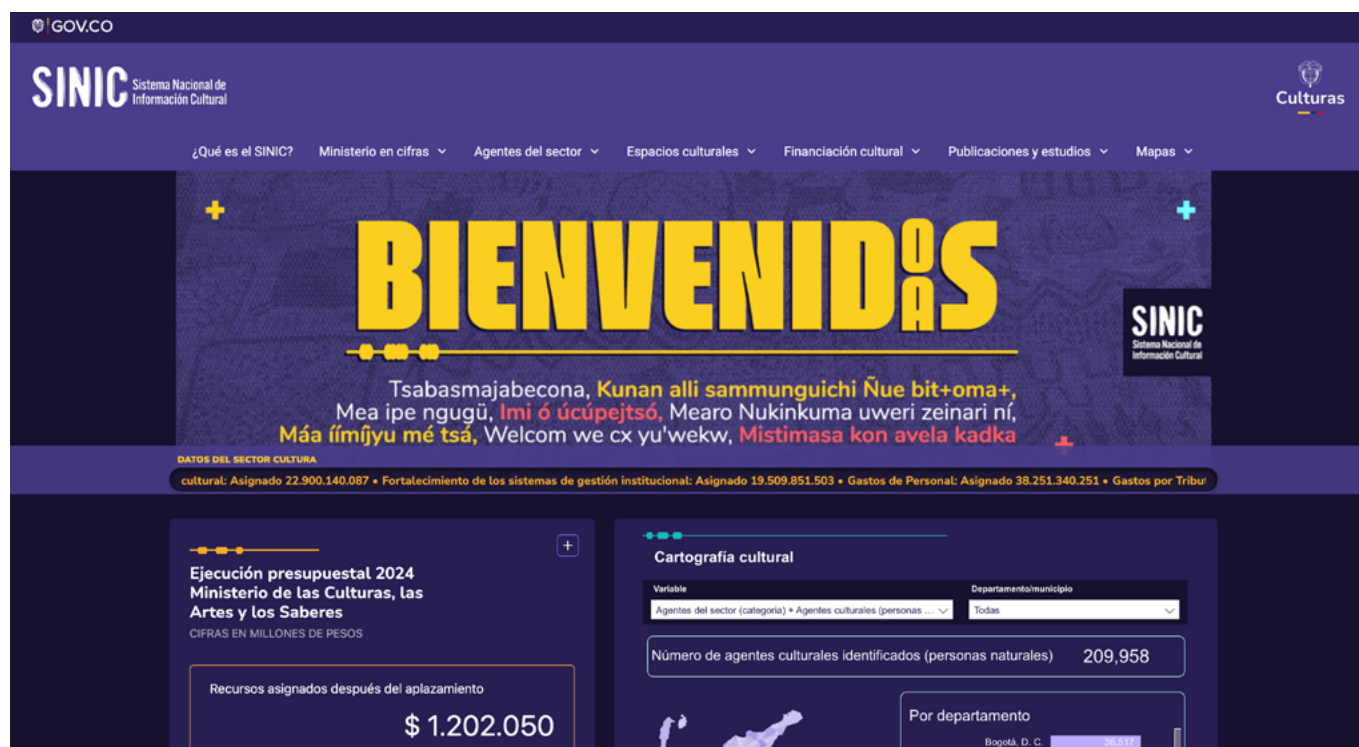 GOV.CO
SINIC Sistema Nacional de
Información Cultural
Culturas
¿Qué es el SINIC? Ministerio en cifras Agentes del sector Espacios culturales Financiación cultural Publicaciones y estudios Mapas
BIENVENIDOAS
SINIC
Sistema Nacional de
Información Cultural
Tsabasmajabecona, Kunan alli sammunguichi Ñue bit+oma+,
Mea ipe ngugü, Imi ó úcúpejtsó, Mearo Nukinkuma uweri zeinari ní,
Máa íímíjyu mé tsá, Welcom we cx yu'wekw, Mistimasa kon avela kadka
DATOS DEL SECTOR CULTURA
cultural: Asignado 22.900.140.087 • Fortalecimiento de los sistemas de gestión institucional: Asignado 19.509.851.503 • Gastos de Personal: Asignado 38.251.340.251 • Gastos por Tribu
Ejecución presupuestal 2024
Ministerio de las Culturas, las
Artes y los Saberes
CIFRAS EN MILLONES DE PESOS
Recursos asignados después del aplazamiento
$ 1.202.050
Cartografía cultural
Variable Departamento/municipio
Agentes del sector (categoria) + Agentes culturales (personas ... Todas
Número de agentes culturales identificados (personas naturales) 209,958
Por departamento
Bogotá, D. C. 36,517